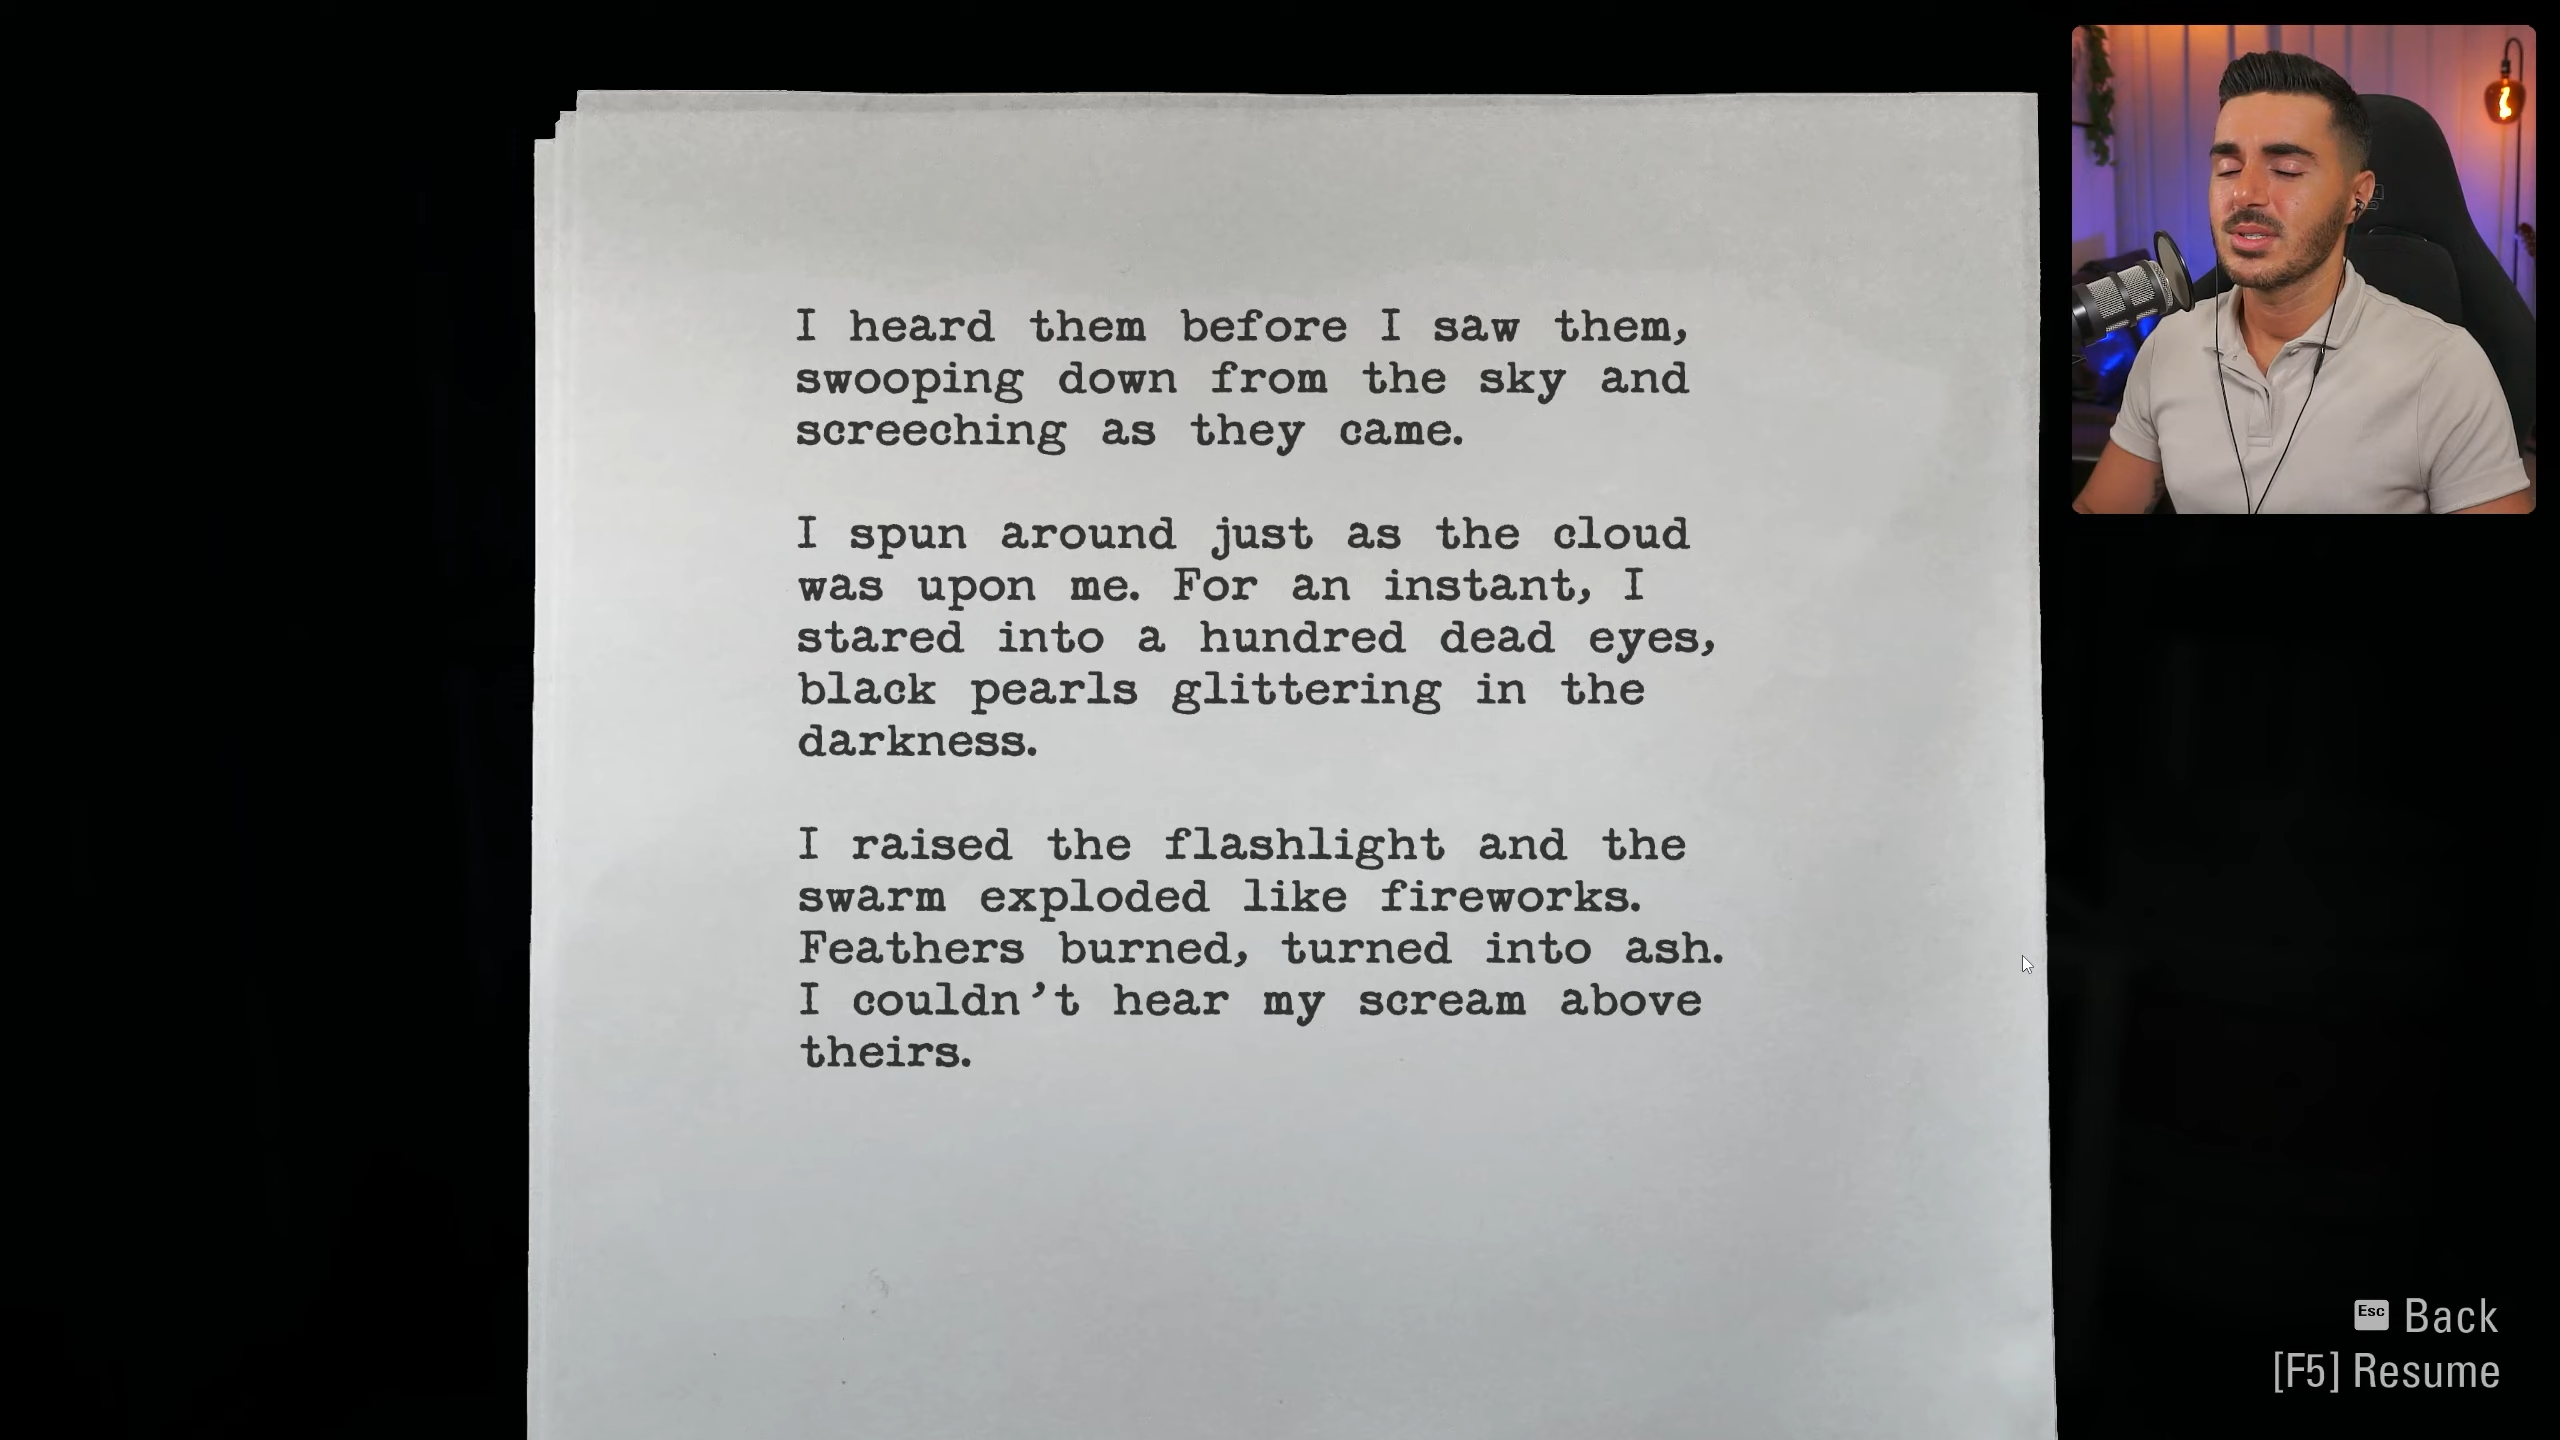 I heard them before I saw them,
swooping down from the sky and
screeching as they came.
I spun around just as the cloud
was upon me. For an instant, I
stared into a hundred dead eyes,
black pearls glittering in the
darkness.
I raised the flashlight and the
swarm exploded like fireworks.
Feathers burned, turned into ash.
I couldn't hear my scream above
theirs.
Esc Back
[F5] Resume